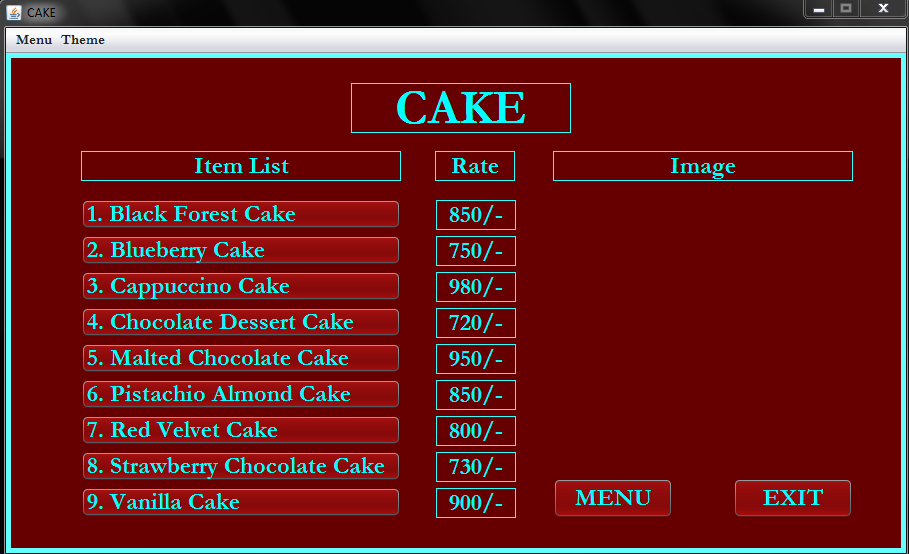 CAKE
Menu Theme
CAKE
Item List Rate Image
1. Black Forest Cake 850/-
2. Blueberry Cake 750/-
3. Cappuccino Cake 980/-
4. Chocolate Dessert Cake 720/-
5. Malted Chocolate Cake 950/-
6. Pistachio Almond Cake 850/-
7. Red Velvet Cake 800/-
8. Strawberry Chocolate Cake 730/-
9. Vanilla Cake 900/-
MENU EXIT